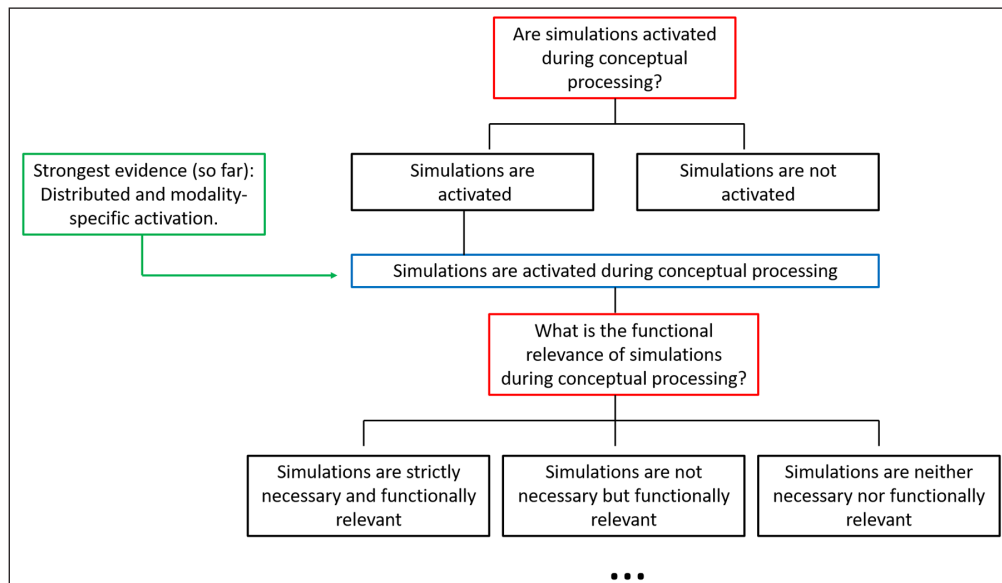 Are simulations activated
during conceptual
processing?
Strongest evidence (so far):
Distributed and modality-
specific activation.
Simulations are
activated
Simulations are not
activated
Simulations are activated during conceptual processing
What is the functional
relevance of simulations
during conceptual processing?
Simulations are strictly
necessary and functionally
relevant
Simulations are not
necessary but functionally
relevant
Simulations are neither
necessary nor functionally
relevant
...